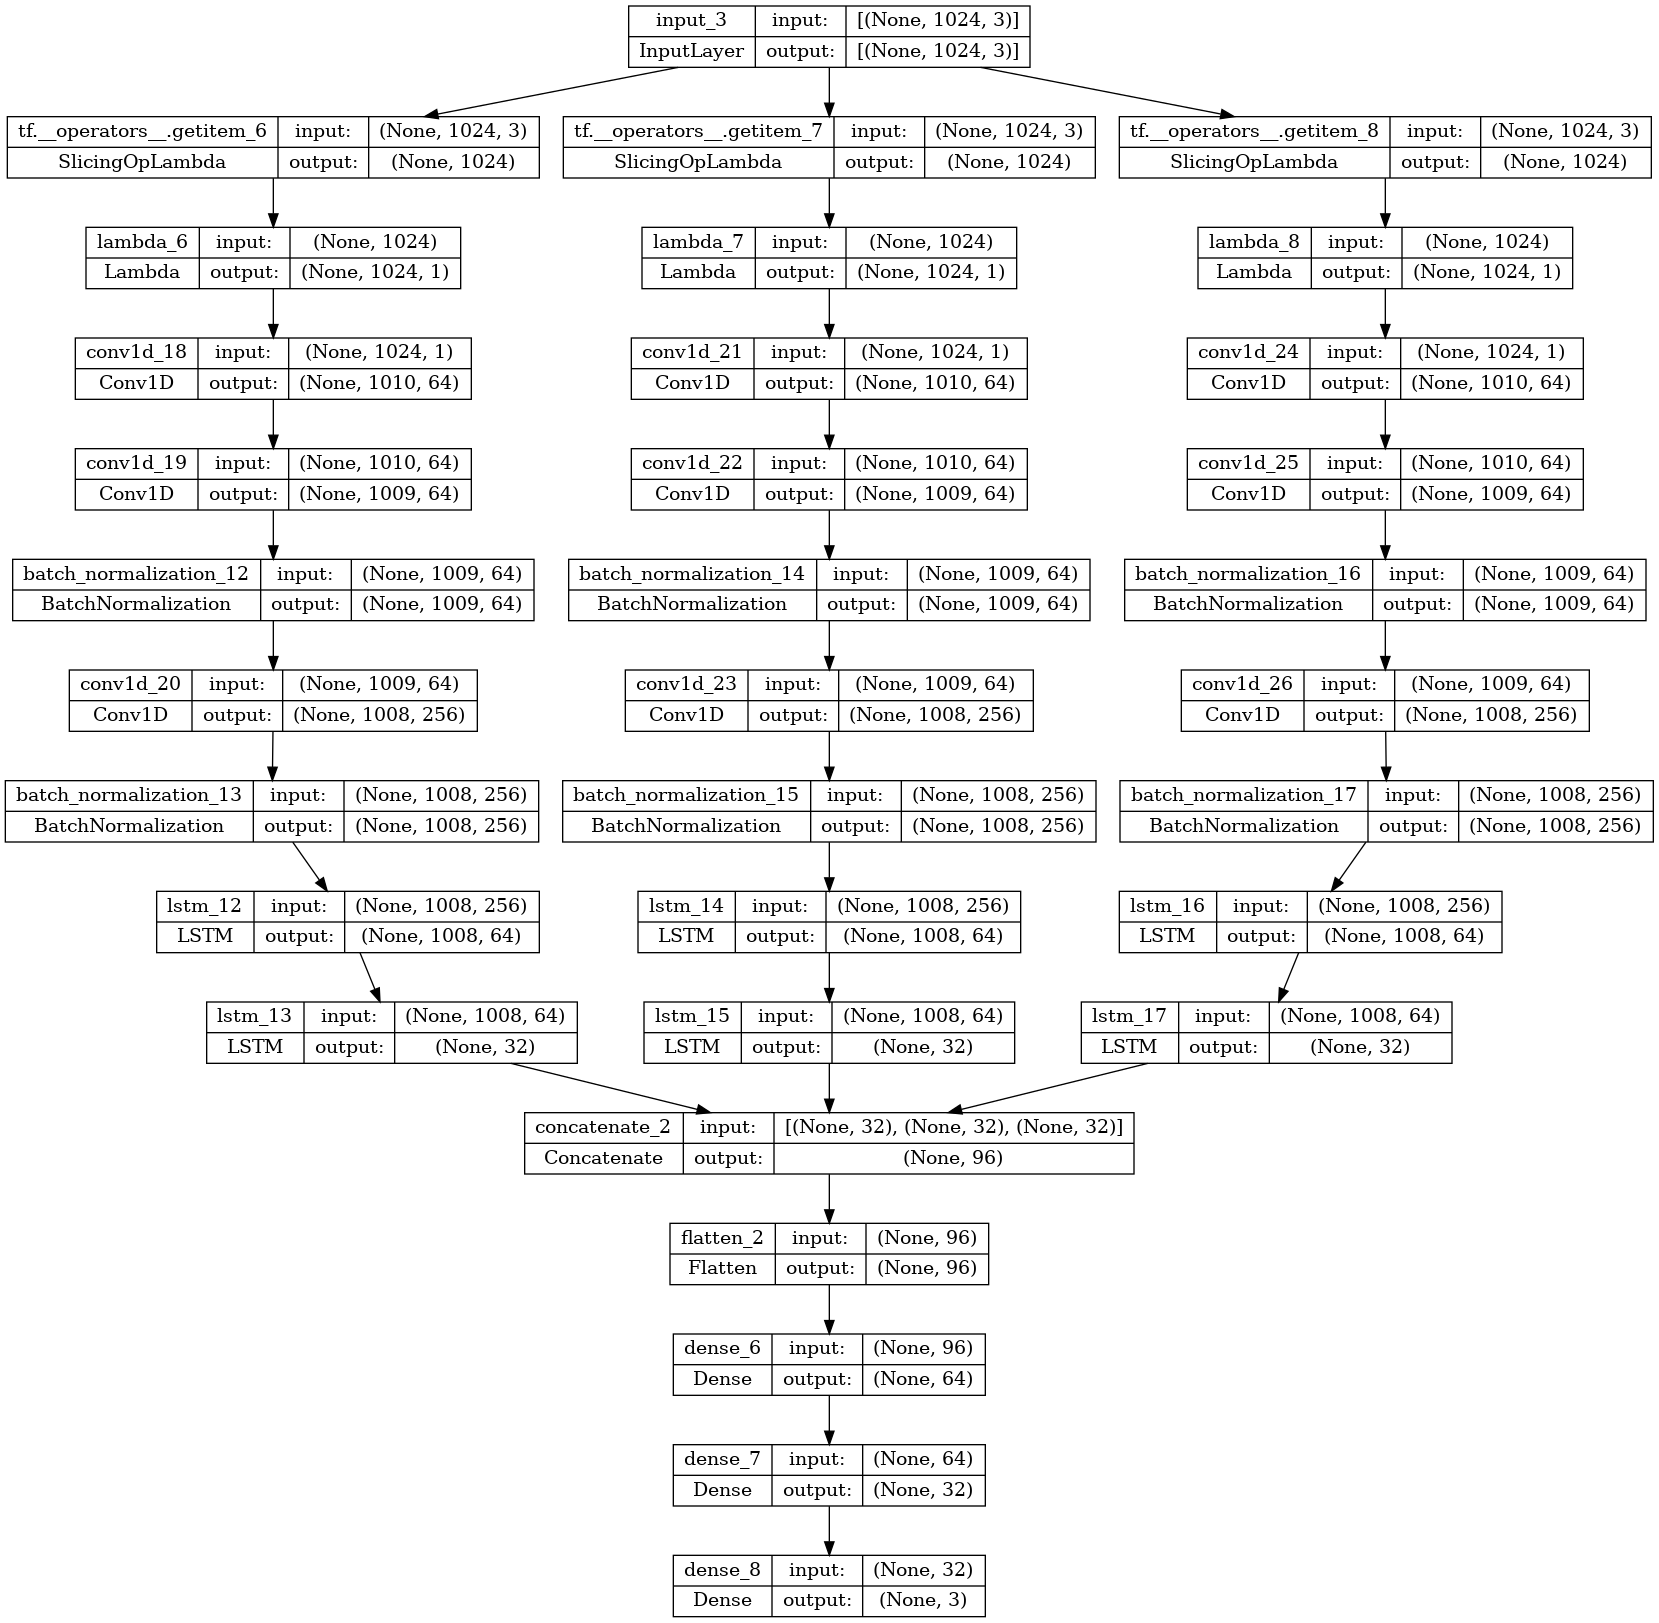 input_3 input: [(None, 1024, 3)]
InputLayer output: [(None, 1024, 3)]
tf.__operators__.getitem_6 input: (None, 1024, 3)
SlicingOpLambda output: (None, 1024)
tf.__operators__.getitem_7 input: (None, 1024, 3)
SlicingOpLambda output: (None, 1024)
tf.__operators__.getitem_8 input: (None, 1024, 3)
SlicingOpLambda output: (None, 1024)
lambda_6 input: (None, 1024)
Lambda output: (None, 1024, 1)
lambda_7 input: (None, 1024)
Lambda output: (None, 1024, 1)
lambda_8 input: (None, 1024)
Lambda output: (None, 1024, 1)
conv1d_18 input: (None, 1024, 1)
Conv1D output: (None, 1010, 64)
conv1d_21 input: (None, 1024, 1)
Conv1D output: (None, 1010, 64)
conv1d_24 input: (None, 1024, 1)
Conv1D output: (None, 1010, 64)
conv1d_19 input: (None, 1010, 64)
Conv1D output: (None, 1009, 64)
conv1d_22 input: (None, 1010, 64)
Conv1D output: (None, 1009, 64)
conv1d_25 input: (None, 1010, 64)
Conv1D output: (None, 1009, 64)
batch_normalization_12 input: (None, 1009, 64)
BatchNormalization output: (None, 1009, 64)
batch_normalization_14 input: (None, 1009, 64)
BatchNormalization output: (None, 1009, 64)
batch_normalization_16 input: (None, 1009, 64)
BatchNormalization output: (None, 1009, 64)
conv1d_20 input: (None, 1009, 64)
Conv1D output: (None, 1008, 256)
conv1d_23 input: (None, 1009, 64)
Conv1D output: (None, 1008, 256)
conv1d_26 input: (None, 1009, 64)
Conv1D output: (None, 1008, 256)
batch_normalization_13 input: (None, 1008, 256)
BatchNormalization output: (None, 1008, 256)
batch_normalization_15 input: (None, 1008, 256)
BatchNormalization output: (None, 1008, 256)
batch_normalization_17 input: (None, 1008, 256)
BatchNormalization output: (None, 1008, 256)
lstm_12 input: (None, 1008, 256)
LSTM output: (None, 1008, 64)
lstm_14 input: (None, 1008, 256)
LSTM output: (None, 1008, 64)
lstm_16 input: (None, 1008, 256)
LSTM output: (None, 1008, 64)
lstm_13 input: (None, 1008, 64)
LSTM output: (None, 32)
lstm_15 input: (None, 1008, 64)
LSTM output: (None, 32)
lstm_17 input: (None, 1008, 64)
LSTM output: (None, 32)
concatenate_2 input: [(None, 32), (None, 32), (None, 32)]
Concatenate output: (None, 96)
flatten_2 input: (None, 96)
Flatten output: (None, 96)
dense_6 input: (None, 96)
Dense output: (None, 64)
dense_7 input: (None, 64)
Dense output: (None, 32)
dense_8 input: (None, 32)
Dense output: (None, 3)